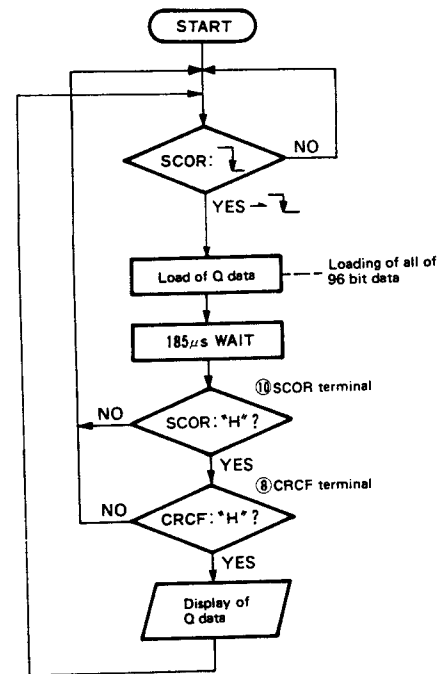 START
SCOR:
NO
YES
Load of Q data
Loading of all of
96 bit data
185μs WAIT
⑩SCOR terminal
NO
SCOR: "H" ?
YES
⑧CRCF terminal
NO
CRCF: "H" ?
YES
Display of
Q data